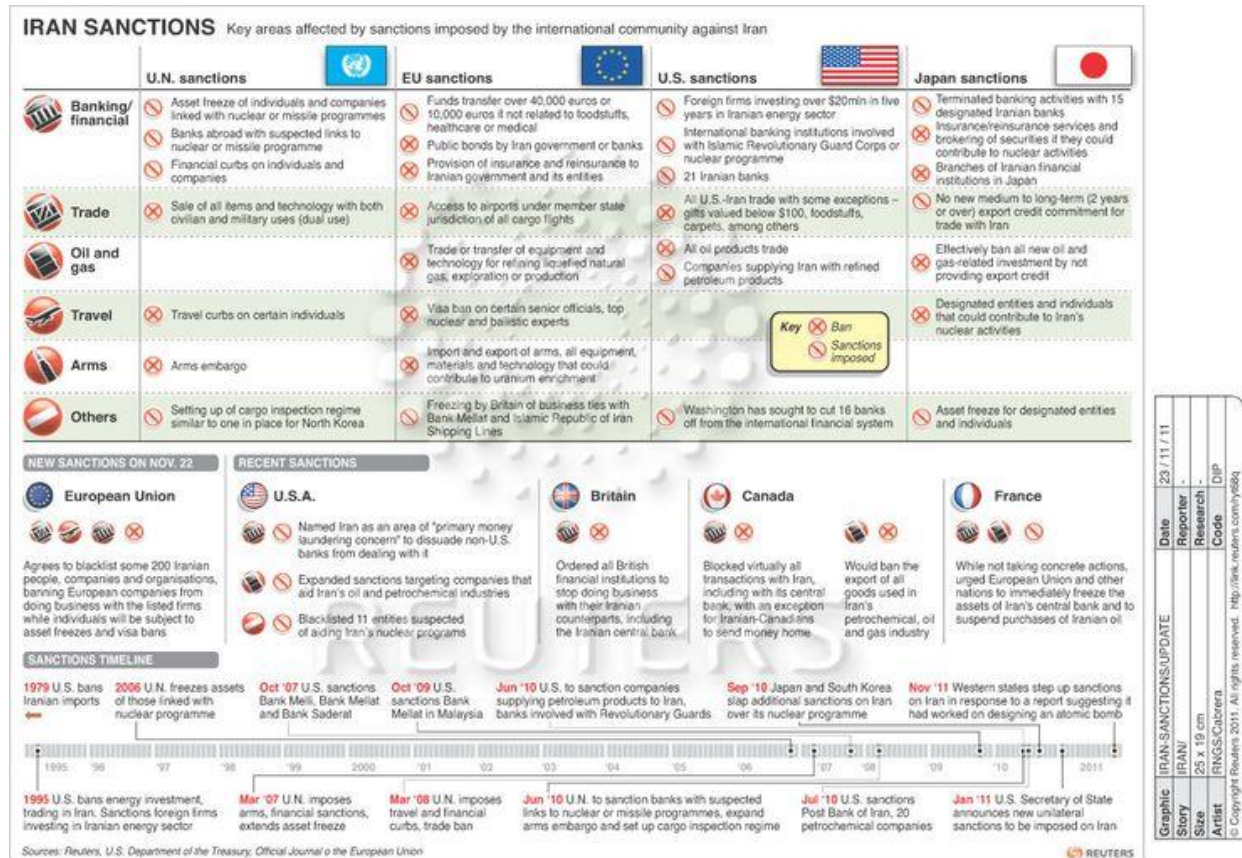 IRAN SANCTIONS Key areas affected by sanctions imposed by the international community against Iran
U.N. sanctions
EU sanctions
U.S. sanctions
Japan sanctions
Banking/
financial
Asset freeze of individuals and companies
linked with nuclear or missile programmes
Banks abroad with suspected links to
nuclear or missile programme
Financial curbs on individuals and
companies
Funds transfer over 40,000 euros or
10,000 euros if not related to foodstuffs,
healthcare or medical
Public bonds by Iran government or banks
Provision of insurance and reinsurance to
Iranian government and its entities
Foreign firms investing over $20mln in five
years in Iranian energy sector
International banking institutions involved
with Islamic Revolutionary Guard Corps or
nuclear programme
21 Iranian banks
Terminated banking activities with 15
designated Iranian banks
Insurance/reinsurance services and
brokering of securities if they could
contribute to nuclear activities
Branches of Iranian financial
institutions in Japan
Trade
Sale of all items and technology with both
civilian and military uses (dual use)
Access to airports under member state
jurisdiction of all cargo flights
All U.S.-Iran trade with some exceptions –
gifts valued below $100, foodstuffs,
carpets, among others
No new medium to long-term (2 years
or over) export credit commitment for
trade with Iran
Oil and
gas
Trade or transfer of equipment and
technology for refining liquefied natural
gas, exploration or production
All oil products trade
Companies supplying Iran with refined
petroleum products
Effectively ban all new oil and
gas-related investment by not
providing export credit
Travel
Travel curbs on certain individuals
Visa ban on certain senior officials, top
nuclear and ballistic experts
Designated entities and individuals
that could contribute to Iran's
nuclear activities
Key Ban
Sanctions
imposed
Arms
Arms embargo
Import and export of arms, all equipment,
materials and technology that could
contribute to uranium enrichment
Others
Setting up of cargo inspection regime
similar to one in place for North Korea
Freezing by Britain of business ties with
Bank Mellat and Islamic Republic of Iran
Shipping Lines
Washington has sought to cut 16 banks
off from the international financial system
Asset freeze for designated entities
and individuals
NEW SANCTIONS ON NOV. 22
European Union
Agrees to blacklist some 200 Iranian
people, companies and organisations,
banning European companies from
doing business with the listed firms
while individuals will be subject to
asset freezes and visa bans
RECENT SANCTIONS
U.S.A.
Named Iran as an area of "primary money
laundering concern" to dissuade non-U.S.
banks from dealing with it
Expanded sanctions targeting companies that
aid Iran's oil and petrochemical industries
Blacklisted 11 entities suspected
of aiding Iran's nuclear programs
Britain
Ordered all British
financial institutions to
stop doing business
with their Iranian
counterparts, including
the Iranian central bank
Canada
Blocked virtually all
transactions with Iran,
including with its central
bank, with an exception
for Iranian-Canadians
to send money home
Would ban the
export of all
goods used in
Iran's
petrochemical, oil
and gas industry
France
While not taking concrete actions,
urged European Union and other
nations to immediately freeze the
assets of Iran's central bank and to
suspend purchases of Iranian oil
REUTERS
SANCTIONS TIMELINE
1979 U.S. bans
Iranian imports
2006 U.N. freezes assets
of those linked with
nuclear programme
Oct '07 U.S. sanctions
Bank Melli, Bank Mellat
and Bank Saderat
Oct '09 U.S.
sanctions Bank
Mellat in Malaysia
Jun '10 U.S. to sanction companies
supplying petroleum products to Iran,
banks involved with Revolutionary Guards
Sep '10 Japan and South Korea
slap additional sanctions on Iran
over its nuclear programme
Nov '11 Western states step up sanctions
on Iran in response to a report suggesting it
had worked on designing an atomic bomb
1995 '96 '97 '98 '99 2000 '01 '02 '03 '04 '05 '06 '07 '08 '09 '10 2011
1995 U.S. bans energy investment,
trading in Iran. Sanctions foreign firms
investing in Iranian energy sector
Mar '07 U.N. imposes
arms, financial sanctions,
extends asset freeze
Mar '08 U.N. imposes
travel and financial
curbs, trade ban
Jun '10 U.N. to sanction banks with suspected
links to nuclear or missile programmes, expand
arms embargo and set up cargo inspection regime
Jul '10 U.S. sanctions
Post Bank of Iran, 20
petrochemical companies
Jan '11 U.S. Secretary of State
announces new unilateral
sanctions to be imposed on Iran
Sources: Reuters, U.S. Department of the Treasury, Official Journal o the European Union
REUTERS
Graphic IRAN-SANCTIONS/UPDATE Date 23 / 11 / 11
Story IRAN/ Reporter -
Size 25 x 19 cm Research -
Artist RNGS/Cabrera Code DIP
© Copyright Reuters 2011. All rights reserved.